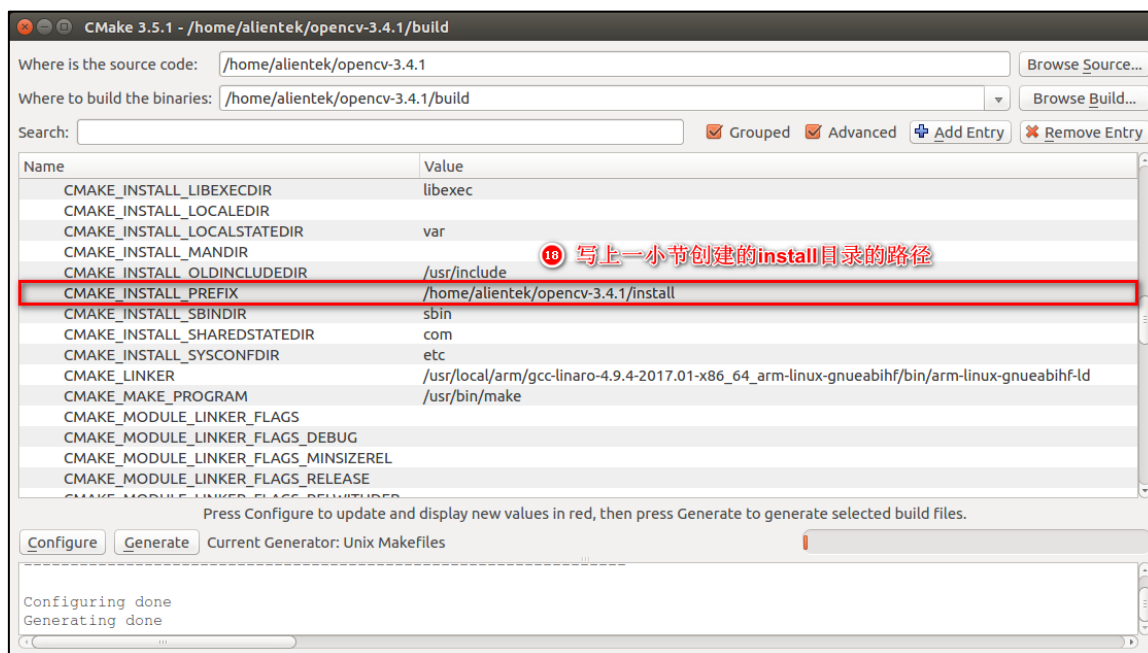 CMake 3.5.1 - /home/alientek/opencv-3.4.1/build
Where is the source code: /home/alientek/opencv-3.4.1 Browse Source...
Where to build the binaries: /home/alientek/opencv-3.4.1/build Browse Build...
Search: Grouped Advanced Add Entry Remove Entry
Name Value
CMAKE_INSTALL_LIBEXECDIR libexec
CMAKE_INSTALL_LOCALEDIR
CMAKE_INSTALL_LOCALSTATEDIR var
CMAKE_INSTALL_MANDIR
18 写上一小节创建的install目录的路径
CMAKE_INSTALL_OLDINCLUDEDIR /usr/include
CMAKE_INSTALL_PREFIX /home/alientek/opencv-3.4.1/install
CMAKE_INSTALL_SBINDIR sbin
CMAKE_INSTALL_SHAREDSTATEDIR com
CMAKE_INSTALL_SYSCONFDIR etc
CMAKE_LINKER /usr/local/arm/gcc-linaro-4.9.4-2017.01-x86_64_arm-linux-gnueabihf/bin/arm-linux-gnueabihf-ld
CMAKE_MAKE_PROGRAM /usr/bin/make
CMAKE_MODULE_LINKER_FLAGS
CMAKE_MODULE_LINKER_FLAGS_DEBUG
CMAKE_MODULE_LINKER_FLAGS_MINSIZEREL
CMAKE_MODULE_LINKER_FLAGS_RELEASE
Press Configure to update and display new values in red, then press Generate to generate selected build files.
Configure Generate Current Generator: Unix Makefiles
Configuring done
Generating done